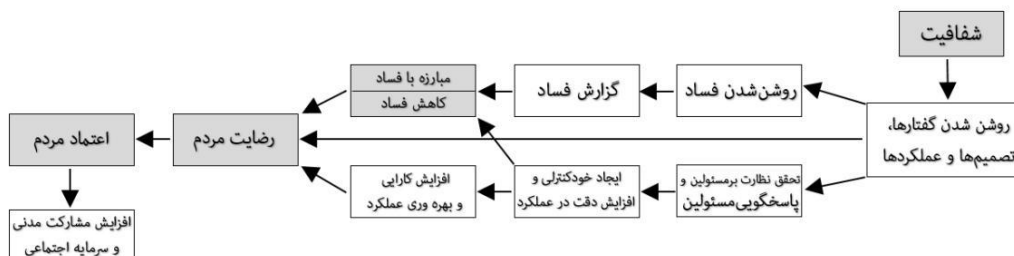 شفافیت
روشن شدن گفتارها،
تصمیم‌ها و عملکردها
روشن‌شدن فساد
گزارش فساد
مبارزه با فساد
کاهش فساد
تحقق نظارت برمسئولین و
پاسخگویی‌مسئولین
ایجاد خودکنترلی و
افزایش دقت در عملکرد
افزایش کارایی
و بهره وری عملکرد
رضایت مردم
اعتماد مردم
افزایش مشارکت مدنی
و سرمایه اجتماعی